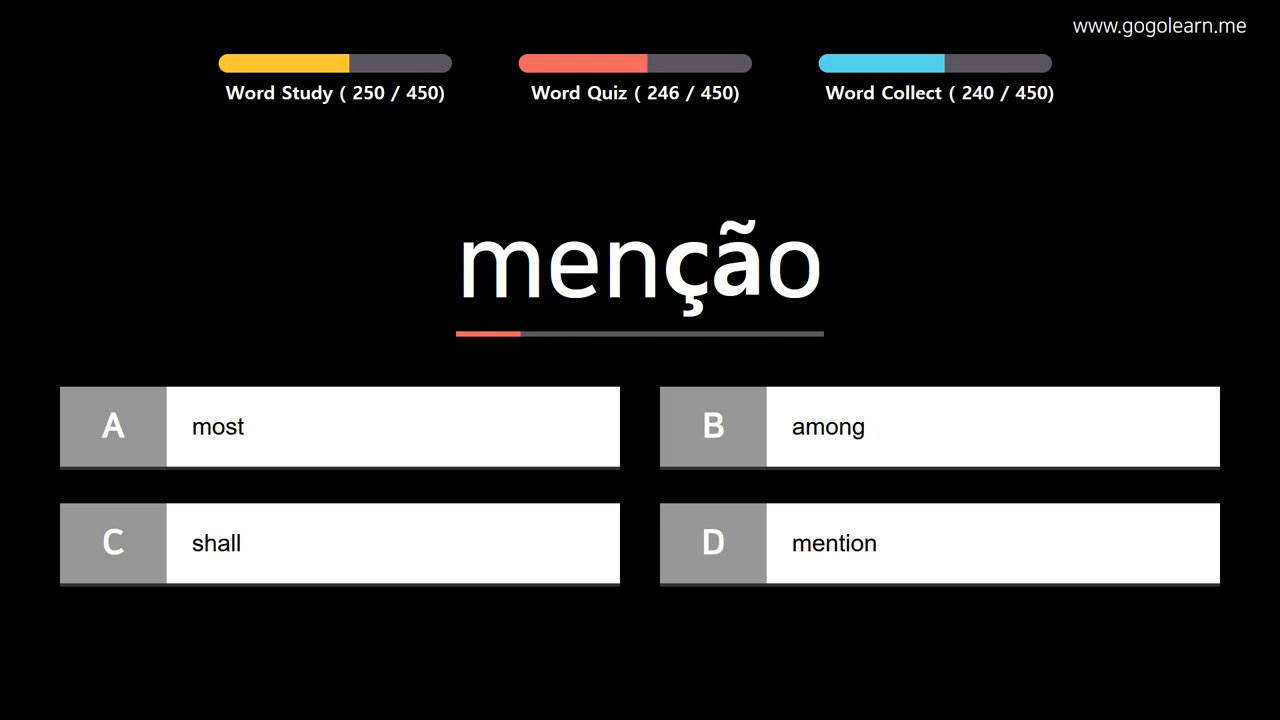 www.gogolearn.me
Word Study ( 250 / 450)
Word Quiz ( 246 / 450)
Word Collect ( 240 / 450)
menção
A most
B among
C shall
D mention